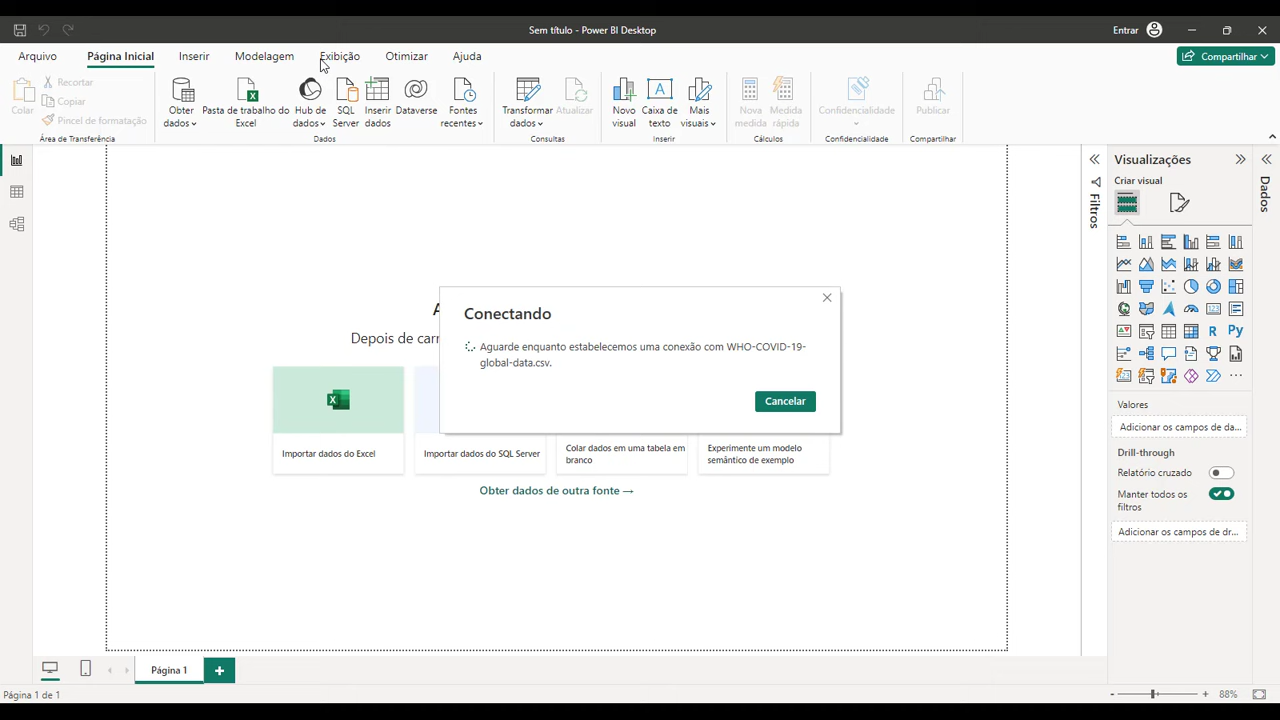 Sem título - Power BI Desktop
Entrar
Arquivo
Página Inicial
Inserir
Modelagem
Exibição
Otimizar
Ajuda
Compartilhar
Colar
Recortar
Copiar
Pincel de formatação
Área de Transferência
Obter dados
Pasta de trabalho do Excel
Hub de dados
SQL Server
Inserir dados
Dataverse
Fontes recentes
Dados
Transformar dados
Atualizar
Consultas
Novo visual
Caixa de texto
Mais visuais
Inserir
Nova medida
Medida rápida
Cálculos
Confidencialidade
Confidencialidade
Publicar
Compartilhar
Filtros
Visualizações
Criar visual
Dados
A
Depois de carr
Conectando
Aguarde enquanto estabelecemos uma conexão com WHO-COVID-19-
global-data.csv.
Cancelar
Importar dados do Excel
Importar dados do SQL Server
Colar dados em uma tabela em
branco
Experimente um modelo
semântico de exemplo
Obter dados de outra fonte →
R
Py
Valores
Adicionar os campos de da...
Drill-through
Relatório cruzado
Manter todos os
filtros
Adicionar os campos de dr...
Página 1
Página 1 de 1
88%